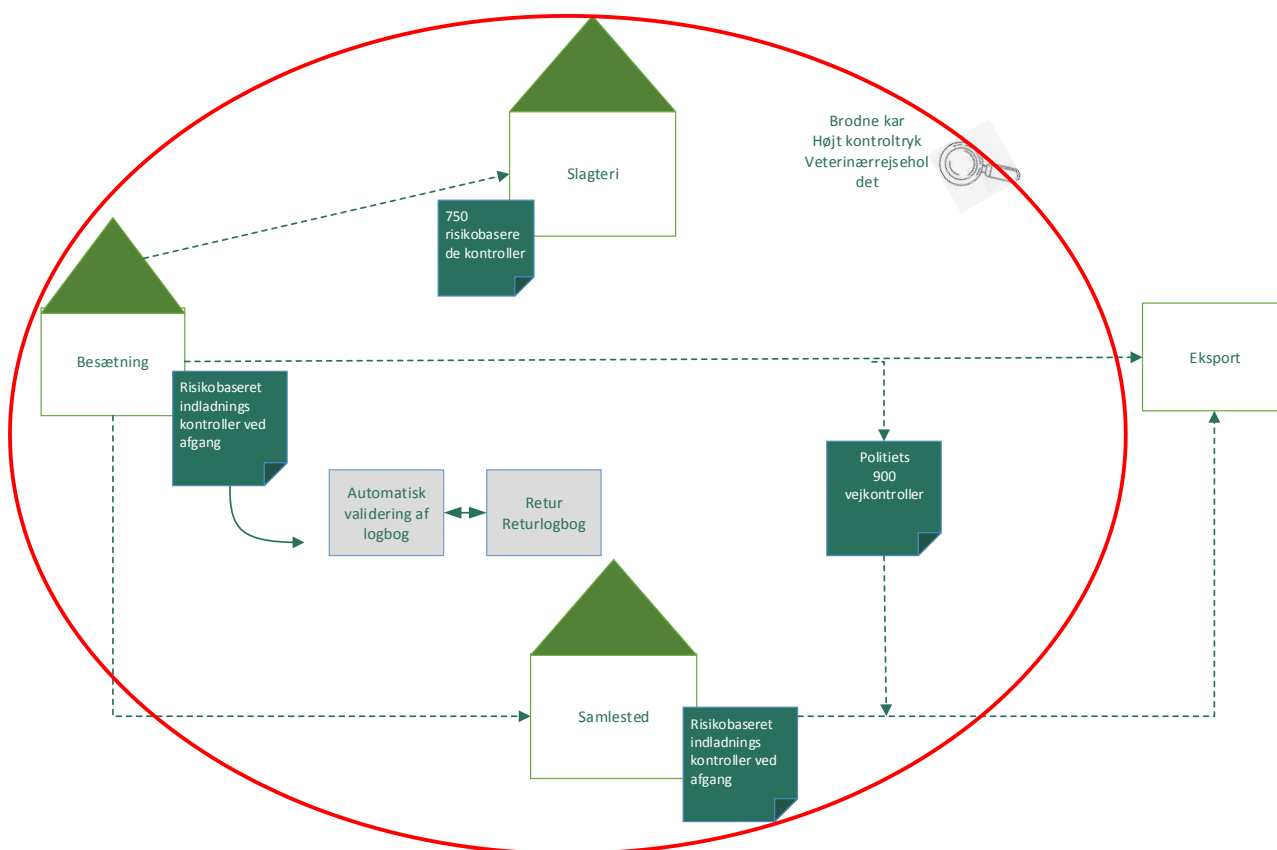 Brodne kar
Højt kontroltryk
Veterinærrejsehol
det
Slagteri
750
risikobasere
de kontroller
Besætning
Eksport
Risikobaseret
indladnings
kontroller ved
afgang
Politiets
900
vejkontroller
Automatisk
validering af
logbog
Retur
Returlogbog
Samlested
Risikobaseret
indladnings
kontroller ved
afgang